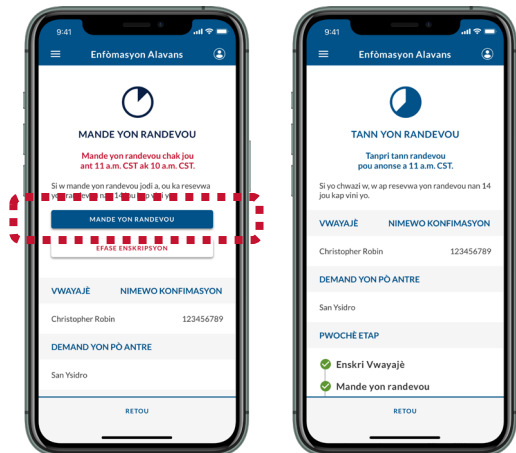 9:41
Enfòmasyon Alavans
MANDE YON RANDEVOU
Mande yon randevou chak jou
ant 11 a.m. CST ak 10 a.m. CST.
Si w mande yon randevou jodi a, ou ka resevwa
yon randevou nan 14 jou kap vini yo.
MANDE YON RANDEVOU
EFASE ENSKRIPSYON
VWAYAJÈ NIMEWO KONFIMASYON
Christopher Robin 123456789
DEMAND YON PÒ ANTRE
San Ysidro
RETOU
9:41
Enfòmasyon Alavans
TANN YON RANDEVOU
Tanpri tann randevou
pou anonse a 11 a.m. CST.
Si yo chwazi w, w ap resevwa yon randevou nan 14
jou kap vini yo.
VWAYAJÈ NIMEWO KONFIMASYON
Christopher Robin 123456789
DEMAND YON PÒ ANTRE
San Ysidro
PWOCHÈ ETAP
Enskri Vwayajè
Mande yon randevou
RETOU